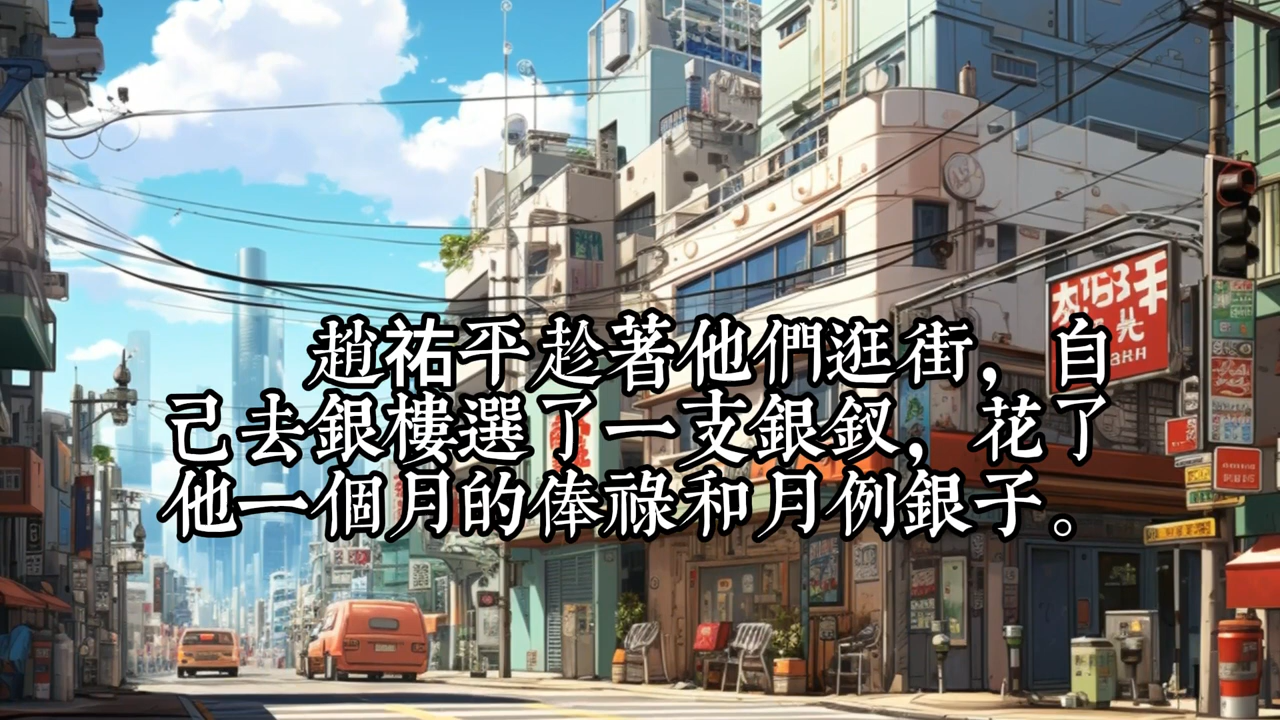 趙祐平趁著他們逛街，自
己去銀樓選了一支銀釵，花了
他一個月的俸祿和月例銀子。